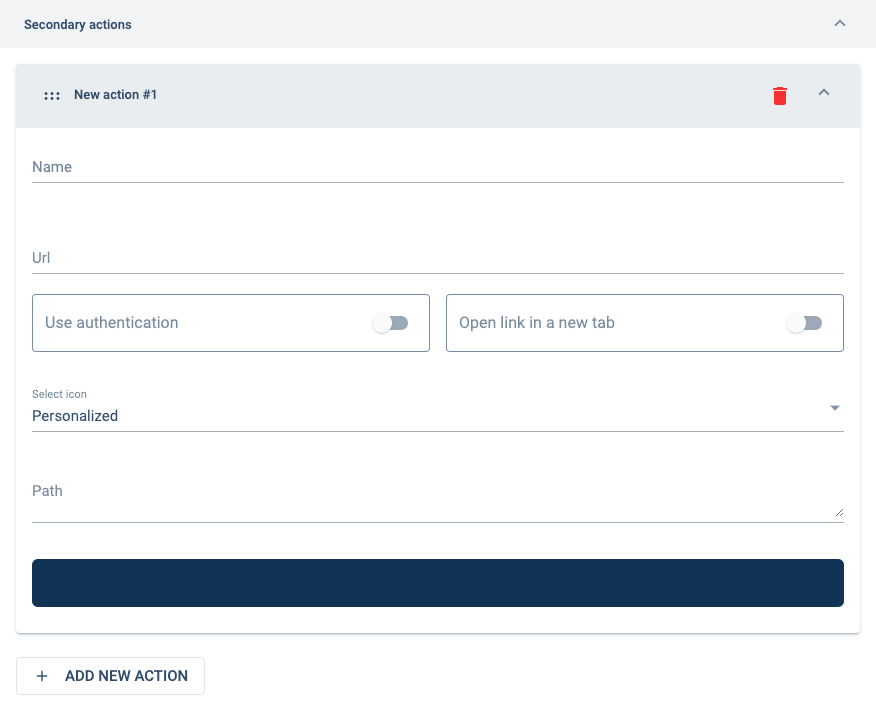 Secondary actions
New action #1
Name
Url
Use authentication
Open link in a new tab
Select icon
Personalized
Path
ADD NEW ACTION